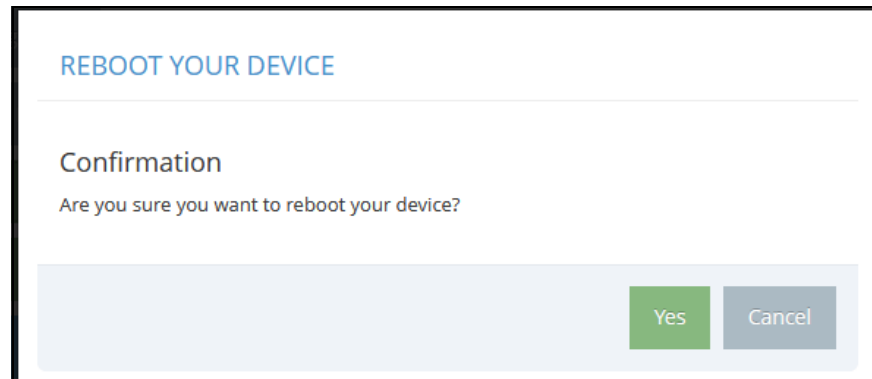 REBOOT YOUR DEVICE
Confirmation
Are you sure you want to reboot your device?
Yes Cancel